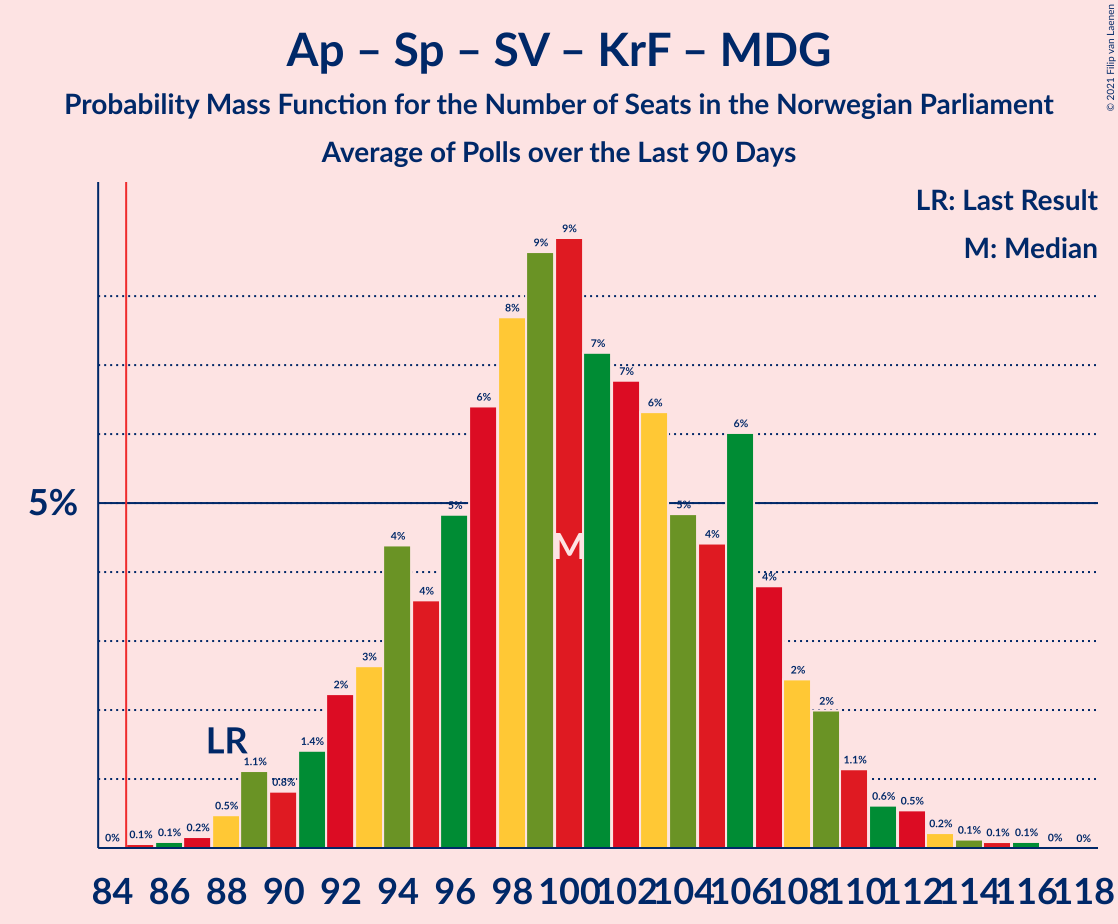 Ap – Sp – SV – KrF – MDG
Probability Mass Function for the Number of Seats in the Norwegian Parliament
Average of Polls over the Last 90 Days
© 2021 Filip van Laenen
LR: Last Result
M: Median
5%
LR
M
0% 0.1% 0.1% 0.2% 0.5% 1.1% 0.8% 1.4% 2% 3% 4% 4% 5% 6% 8% 9% 9% 7% 7% 6% 5% 4% 6% 4% 2% 2% 1.1% 0.6% 0.5% 0.2% 0.1% 0.1% 0.1% 0% 0%
84 86 88 90 92 94 96 98 100 102 104 106 108 110 112 114 116 118